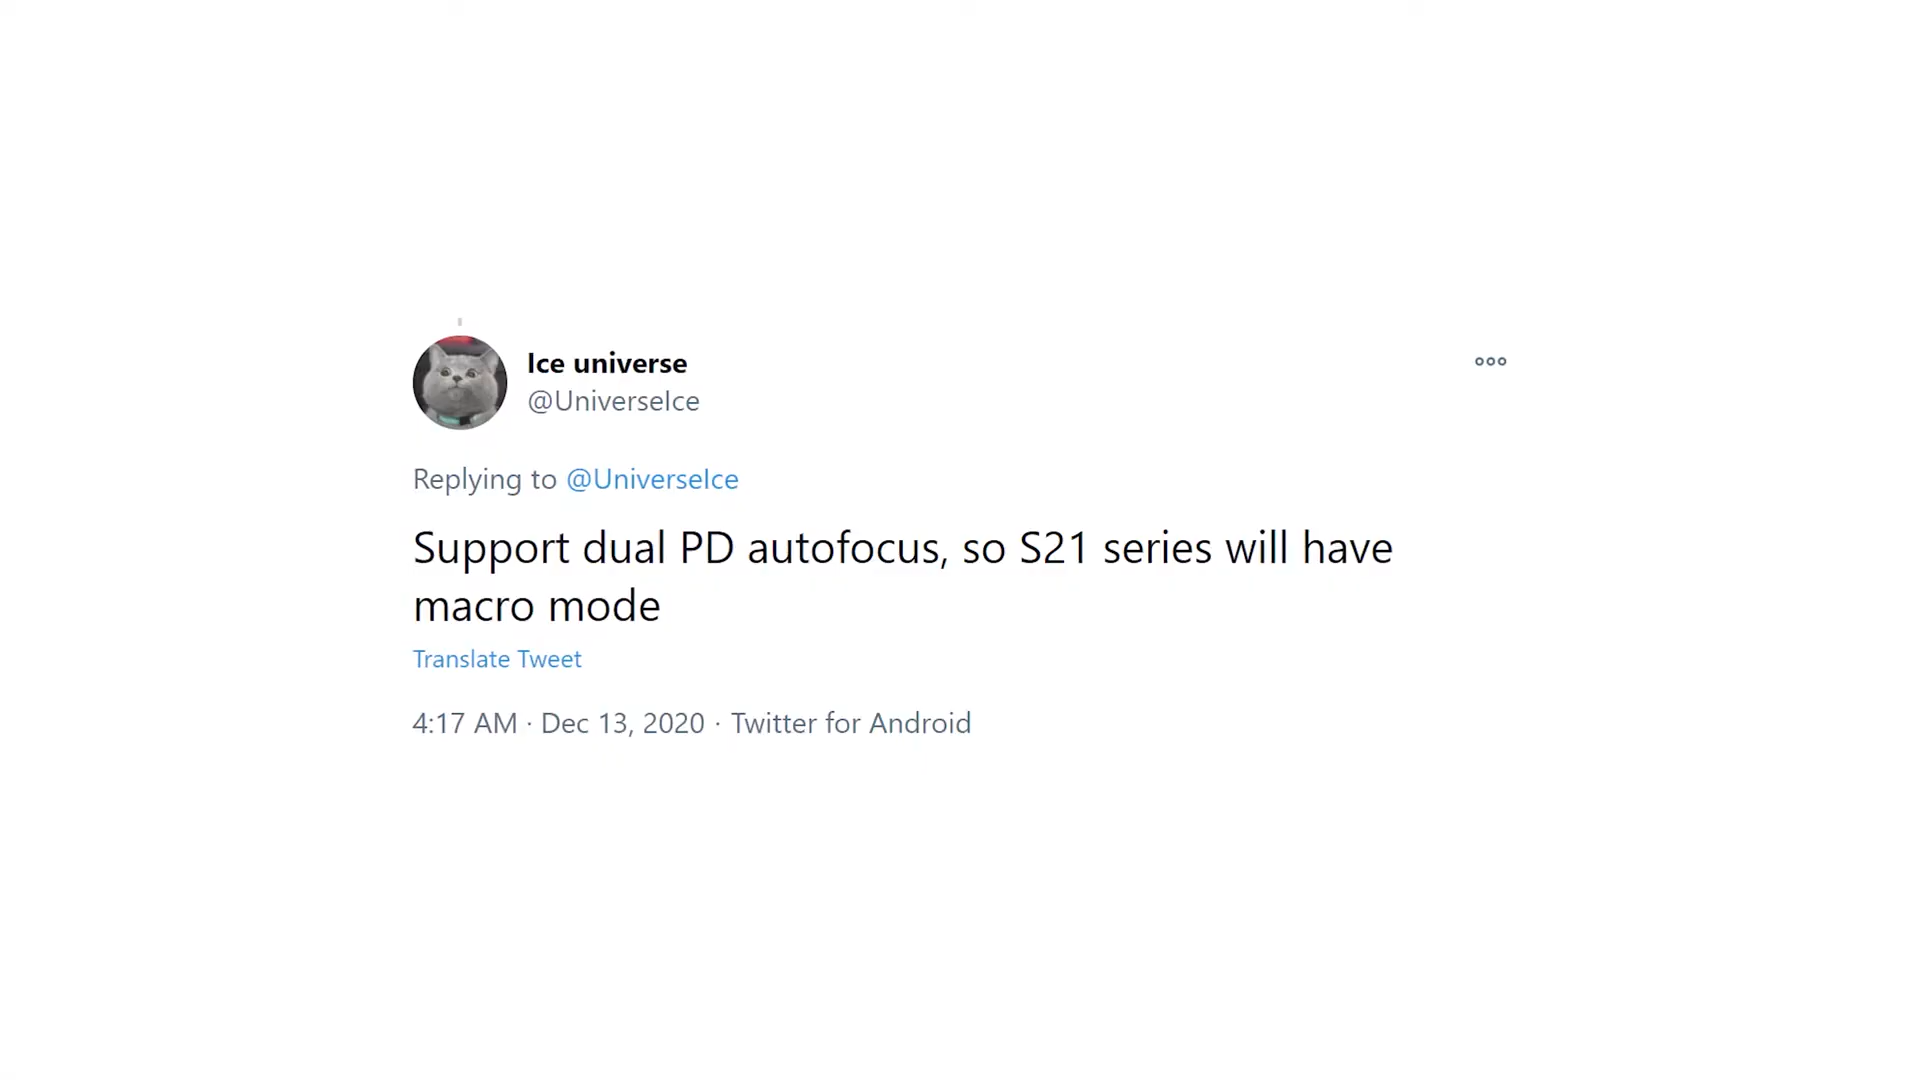 Ice universe
@UniverseIce
Replying to @UniverseIce
Support dual PD autofocus, so S21 series will have
macro mode
Translate Tweet
4:17 AM · Dec 13, 2020 · Twitter for Android